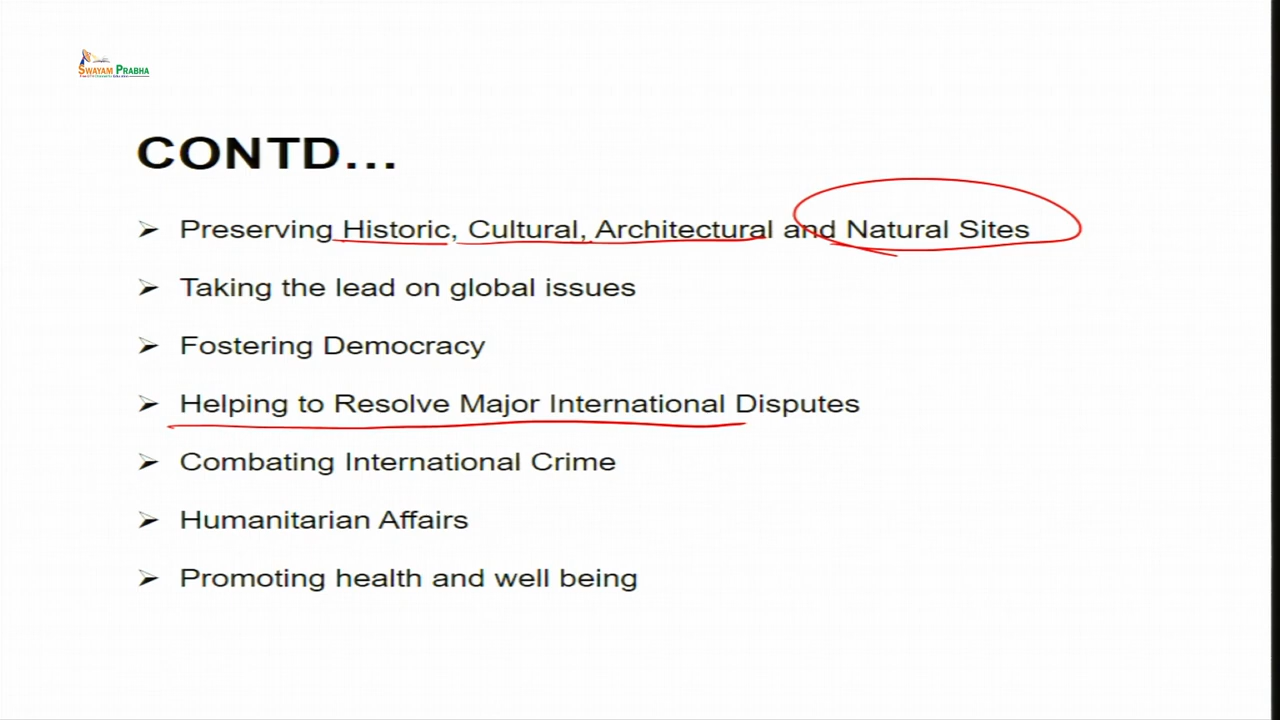 SWAYAM PRABHA
CONTD...
➢ Preserving Historic, Cultural, Architectural and Natural Sites
➢ Taking the lead on global issues
➢ Fostering Democracy
➢ Helping to Resolve Major International Disputes
➢ Combating International Crime
➢ Humanitarian Affairs
➢ Promoting health and well being